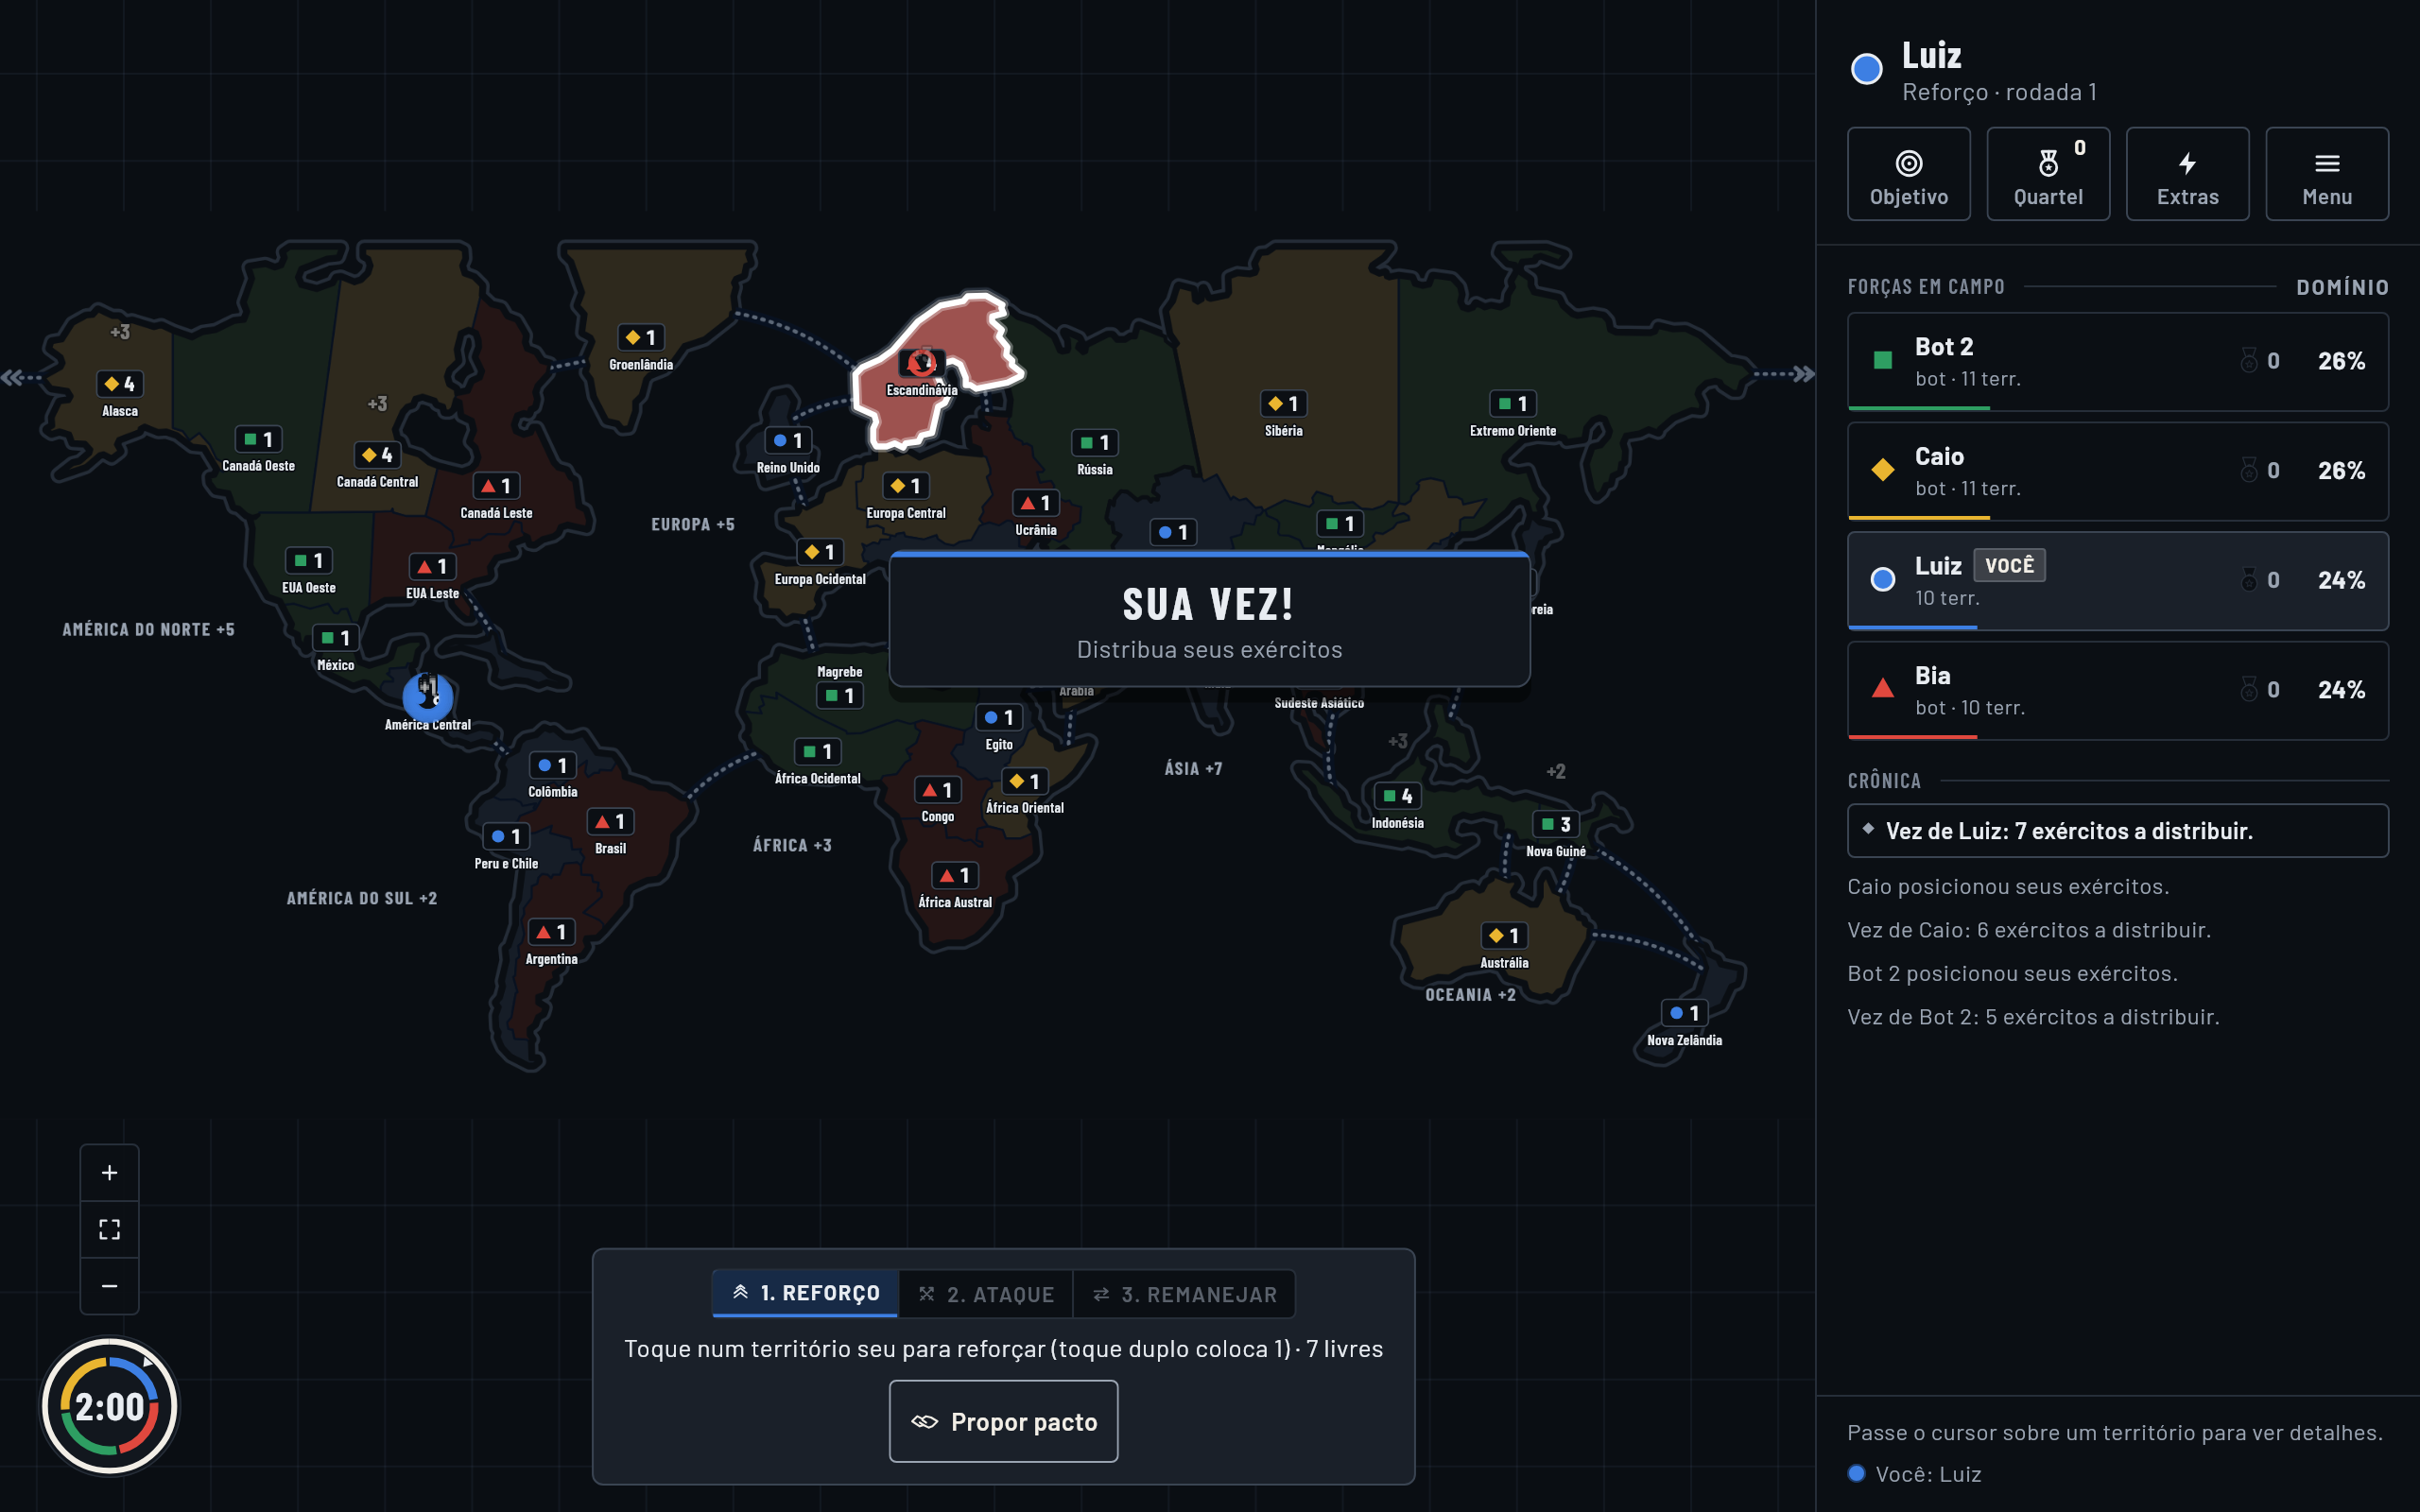 Luiz
Reforço · rodada 1
Objetivo
0
Quartel
Extras
Menu
FORÇAS EM CAMPO
DOMÍNIO
Bot 2
bot · 11 terr.
0
26%
Caio
bot · 11 terr.
0
26%
Luiz VOCÊ
10 terr.
0
24%
Bia
bot · 10 terr.
0
24%
CRÔNICA
Vez de Luiz: 7 exércitos a distribuir.
Caio posicionou seus exércitos.
Vez de Caio: 6 exércitos a distribuir.
Bot 2 posicionou seus exércitos.
Vez de Bot 2: 5 exércitos a distribuir.
Passe o cursor sobre um território para ver detalhes.
Você: Luiz
+3
4
Alasca
1
Canadá Oeste
+3
4
Canadá Central
1
Canadá Leste
1
Groenlândia
Escandinávia
1
Reino Unido
1
Europa Central
1
Ucrânia
1
Rússia
1
Sibéria
1
Extremo Oriente
1
1
EUROPA +5
1
Europa Ocidental
1
EUA Oeste
1
EUA Leste
AMÉRICA DO NORTE +5
1
México
América Central
SUA VEZ!
Distribua seus exércitos
Magrebe
1
Arábia
Sudeste Asiático
1
Egito
1
África Ocidental
1
Colômbia
1
Congo
1
África Oriental
ÁSIA +7
+3
4
Indonésia
+2
3
Nova Guiné
1
Peru e Chile
1
Brasil
ÁFRICA +3
1
África Austral
AMÉRICA DO SUL +2
1
Argentina
1
Austrália
OCEANIA +2
1
Nova Zelândia
+
−
2:00
1. REFORÇO
2. ATAQUE
3. REMANEJAR
Toque num território seu para reforçar (toque duplo coloca 1) · 7 livres
Propor pacto